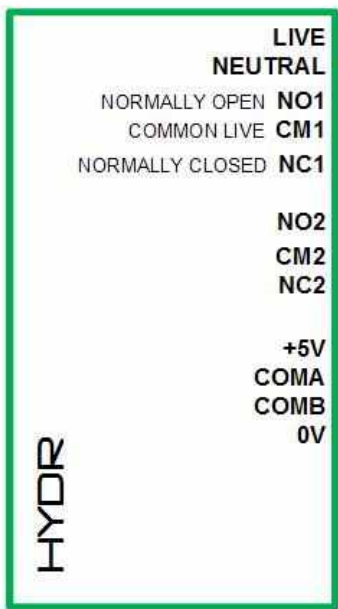 LIVE
NEUTRAL
NORMALLY OPEN NO1
COMMON LIVE CM1
NORMALLY CLOSED NC1
NO2
CM2
NC2
+5V
COMA
COMB
0V
HYDR